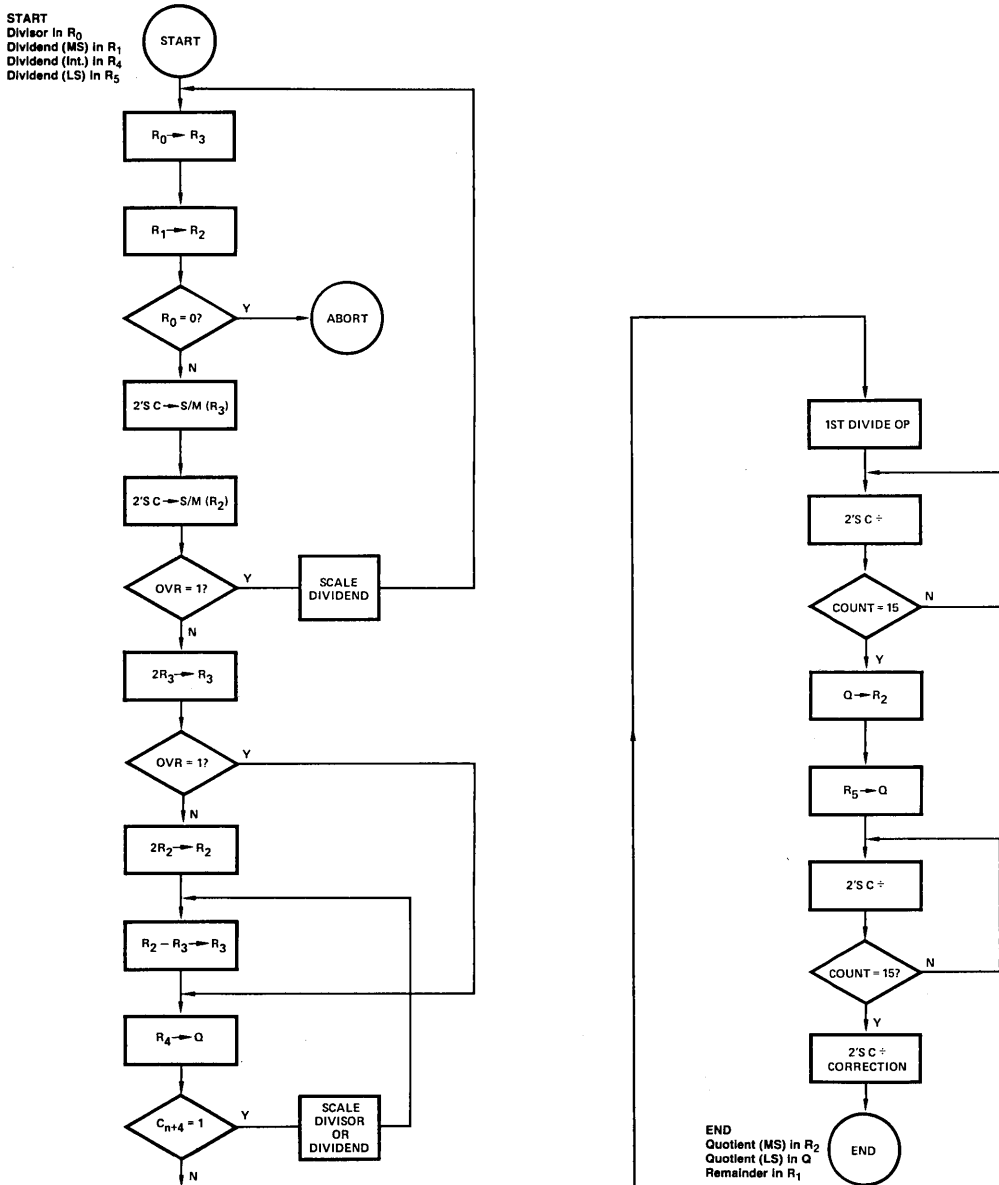 START
Divisor in R0
Dividend (MS) in R1
Dividend (Int.) in R4
Dividend (LS) in R5
START
R0 → R3
R1 → R2
R0 = 0?
Y
ABORT
N
2'S C → S/M (R3)
2'S C → S/M (R2)
OVR = 1?
Y
SCALE
DIVIDEND
N
2R3 → R3
OVR = 1?
Y
N
2R2 → R2
R2 – R3 → R3
R4 → Q
Cn+4 = 1
Y
SCALE
DIVISOR
OR
DIVIDEND
N
1ST DIVIDE OP
2'S C ÷
COUNT = 15
N
Y
Q → R2
R5 → Q
2'S C ÷
COUNT = 15?
N
Y
2'S C ÷
CORRECTION
END
Quotient (MS) in R2
Quotient (LS) in Q
Remainder in R1
END